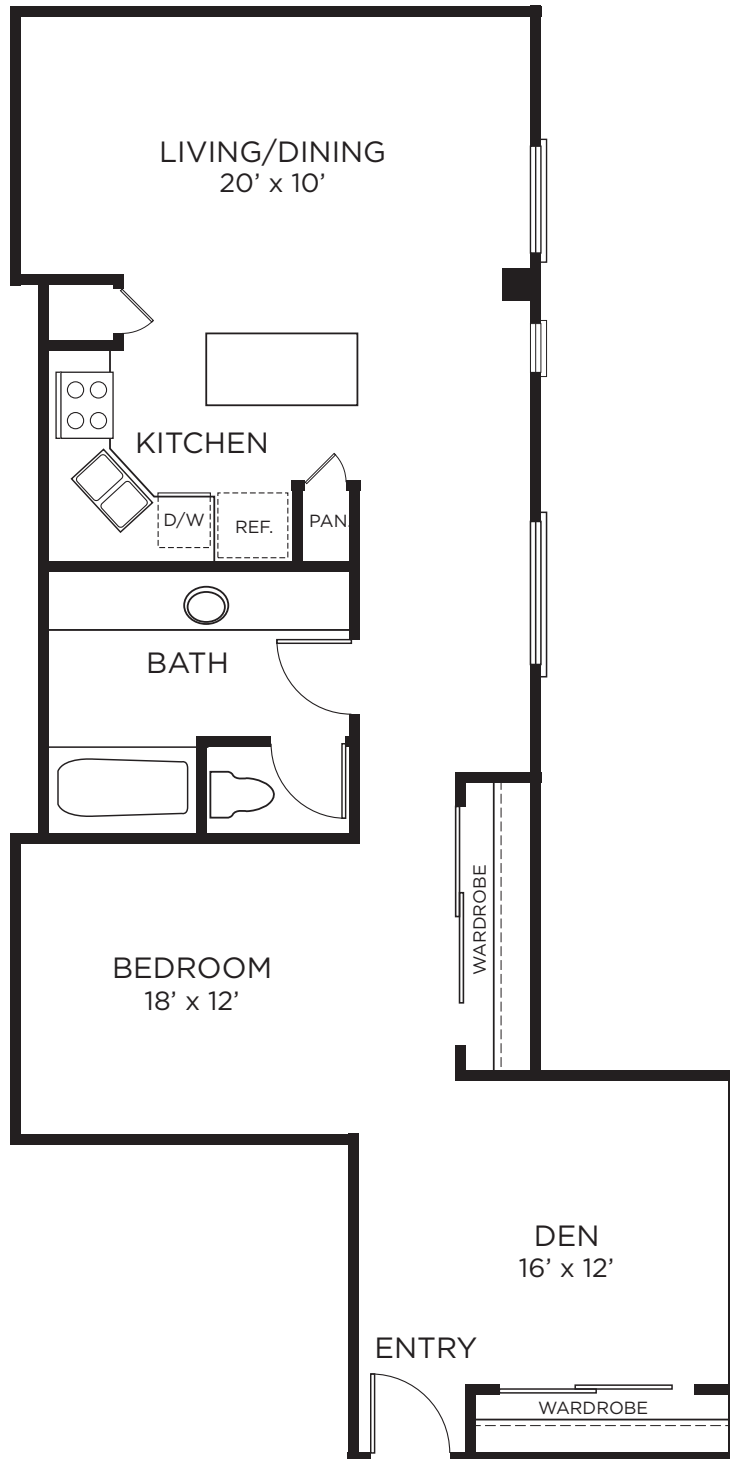 LIVING/DINING
20’ x 10’
KITCHEN
D/W
REF.
PAN.
BATH
WARDROBE
BEDROOM
18’ x 12’
DEN
16’ x 12’
ENTRY
WARDROBE